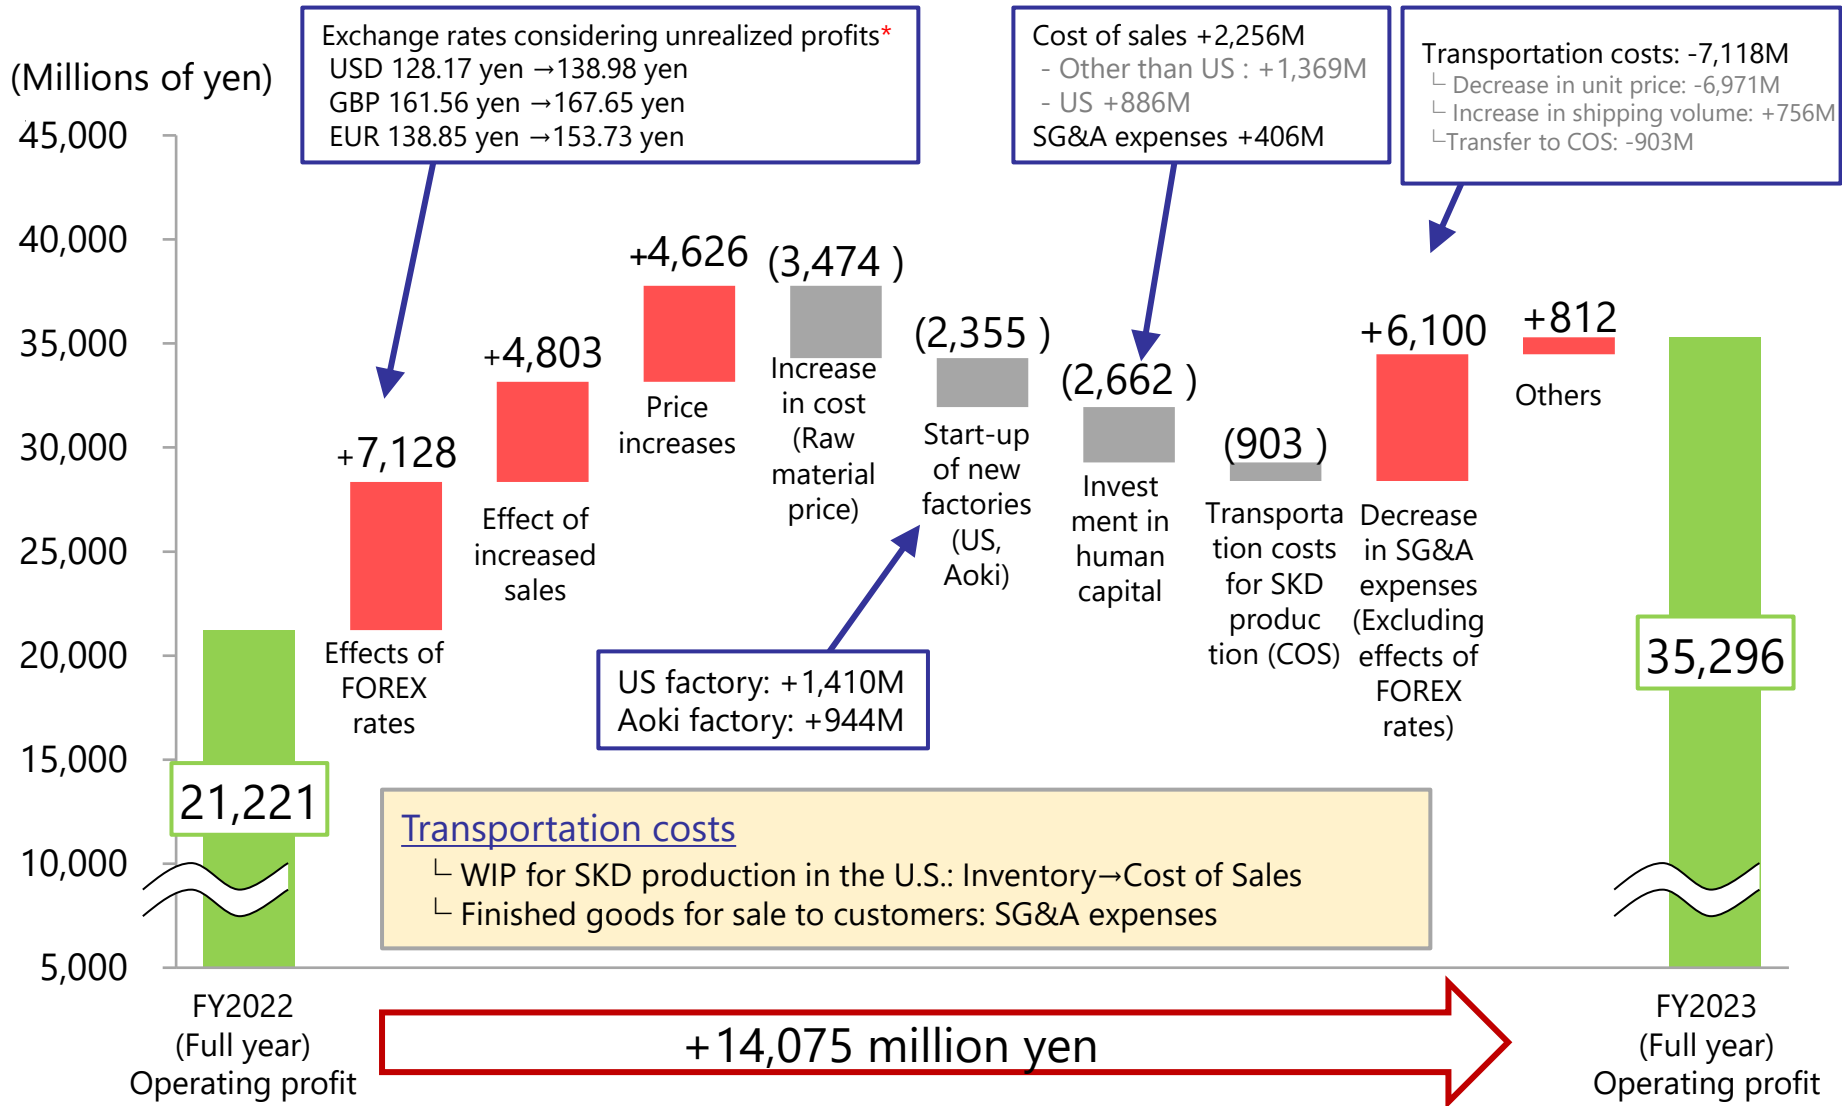 (Millions of yen)
Exchange rates considering unrealized profits*
USD 128.17 yen →138.98 yen
GBP 161.56 yen →167.65 yen
EUR 138.85 yen →153.73 yen
Cost of sales +2,256M
- Other than US : +1,369M
- US +886M
SG&A expenses +406M
Transportation costs: -7,118M
└ Decrease in unit price: -6,971M
└ Increase in shipping volume: +756M
└Transfer to COS: -903M
45,000
40,000
35,000
30,000
25,000
20,000
15,000
10,000
5,000
21,221
+7,128
Effects of
FOREX
rates
+4,803
Effect of
increased
sales
+4,626
Price
increases
(3,474 )
Increase
in cost
(Raw
material
price)
(2,355 )
Start-up
of new
factories
(US,
Aoki)
(2,662 )
Invest
ment in
human
capital
(903 )
Transporta
tion costs
for SKD
produc
tion (COS)
+6,100
Decrease
in SG&A
expenses
(Excluding
effects of
FOREX
rates)
+812
Others
35,296
US factory: +1,410M
Aoki factory: +944M
Transportation costs
└ WIP for SKD production in the U.S.: Inventory→Cost of Sales
└ Finished goods for sale to customers: SG&A expenses
FY2022
(Full year)
Operating profit
+14,075 million yen
FY2023
(Full year)
Operating profit